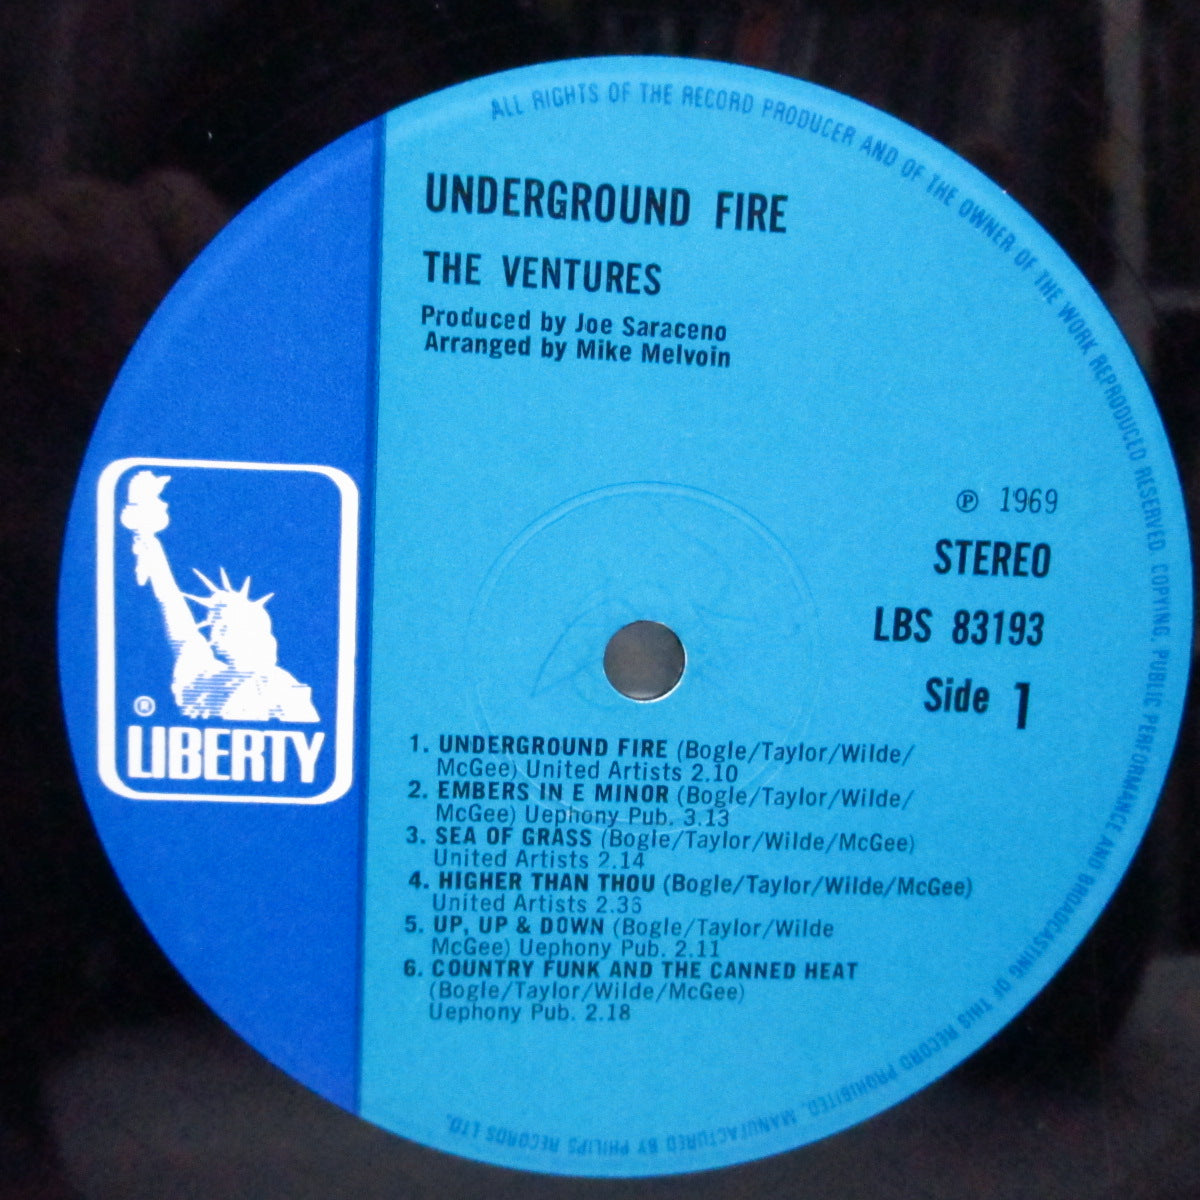 ALL RIGHTS OF THE RECORD PRODUCER AND OF THE OWNER OF THE WORK REPRODUCED RESERVED. COPYING, PUBLIC PERFORMANCE AND BROADCASTING OF THIS RECORD PROHIBITED. MANUFACTURED BY PHILIPS RECORDS LTD.
UNDERGROUND FIRE
THE VENTURES
Produced by Joe Saraceno
Arranged by Mike Melvoin
℗ 1969
STEREO
LBS 83193
Side 1
®
LIBERTY
1. UNDERGROUND FIRE (Bogle/Taylor/Wilde/
McGee) United Artists 2.10
2. EMBERS IN E MINOR (Bogle/Taylor/Wilde/
McGee) Uephony Pub. 3.13
3. SEA OF GRASS (Bogle/Taylor/Wilde/McGee)
United Artists 2.14
4. HIGHER THAN THOU (Bogle/Taylor/Wilde/McGee)
United Artists 2.36
5. UP, UP & DOWN (Bogle/Taylor/Wilde
McGee) Uephony Pub. 2.11
6. COUNTRY FUNK AND THE CANNED HEAT
(Bogle/Taylor/Wilde/McGee)
Uephony Pub. 2.18